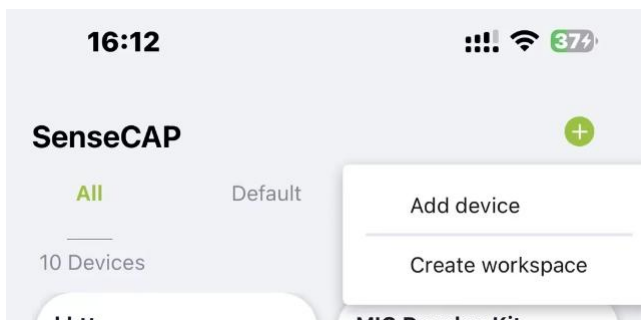 16:12
37
SenseCAP
All
Default
Add device
10 Devices
Create workspace